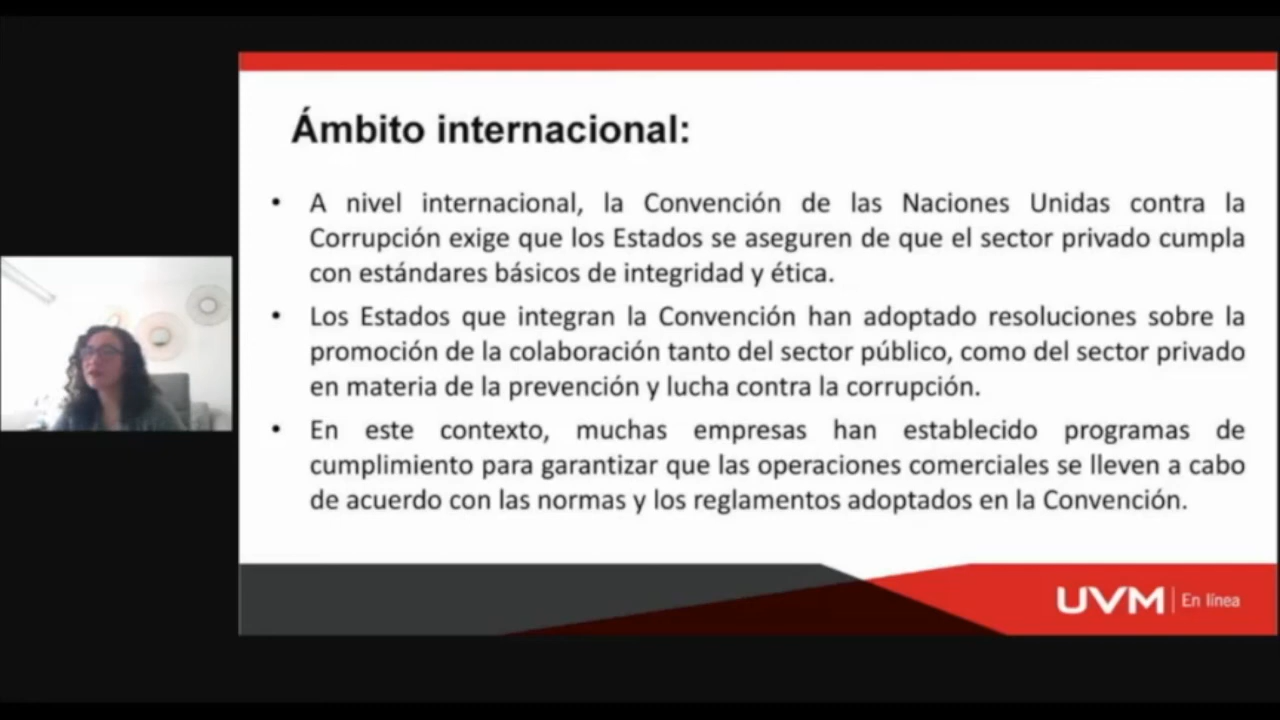 Ámbito internacional:
• A nivel internacional, la Convención de las Naciones Unidas contra la
Corrupción exige que los Estados se aseguren de que el sector privado cumpla
con estándares básicos de integridad y ética.
• Los Estados que integran la Convención han adoptado resoluciones sobre la
promoción de la colaboración tanto del sector público, como del sector privado
en materia de la prevención y lucha contra la corrupción.
• En este contexto, muchas empresas han establecido programas de
cumplimiento para garantizar que las operaciones comerciales se lleven a cabo
de acuerdo con las normas y los reglamentos adoptados en la Convención.
UVM | En línea